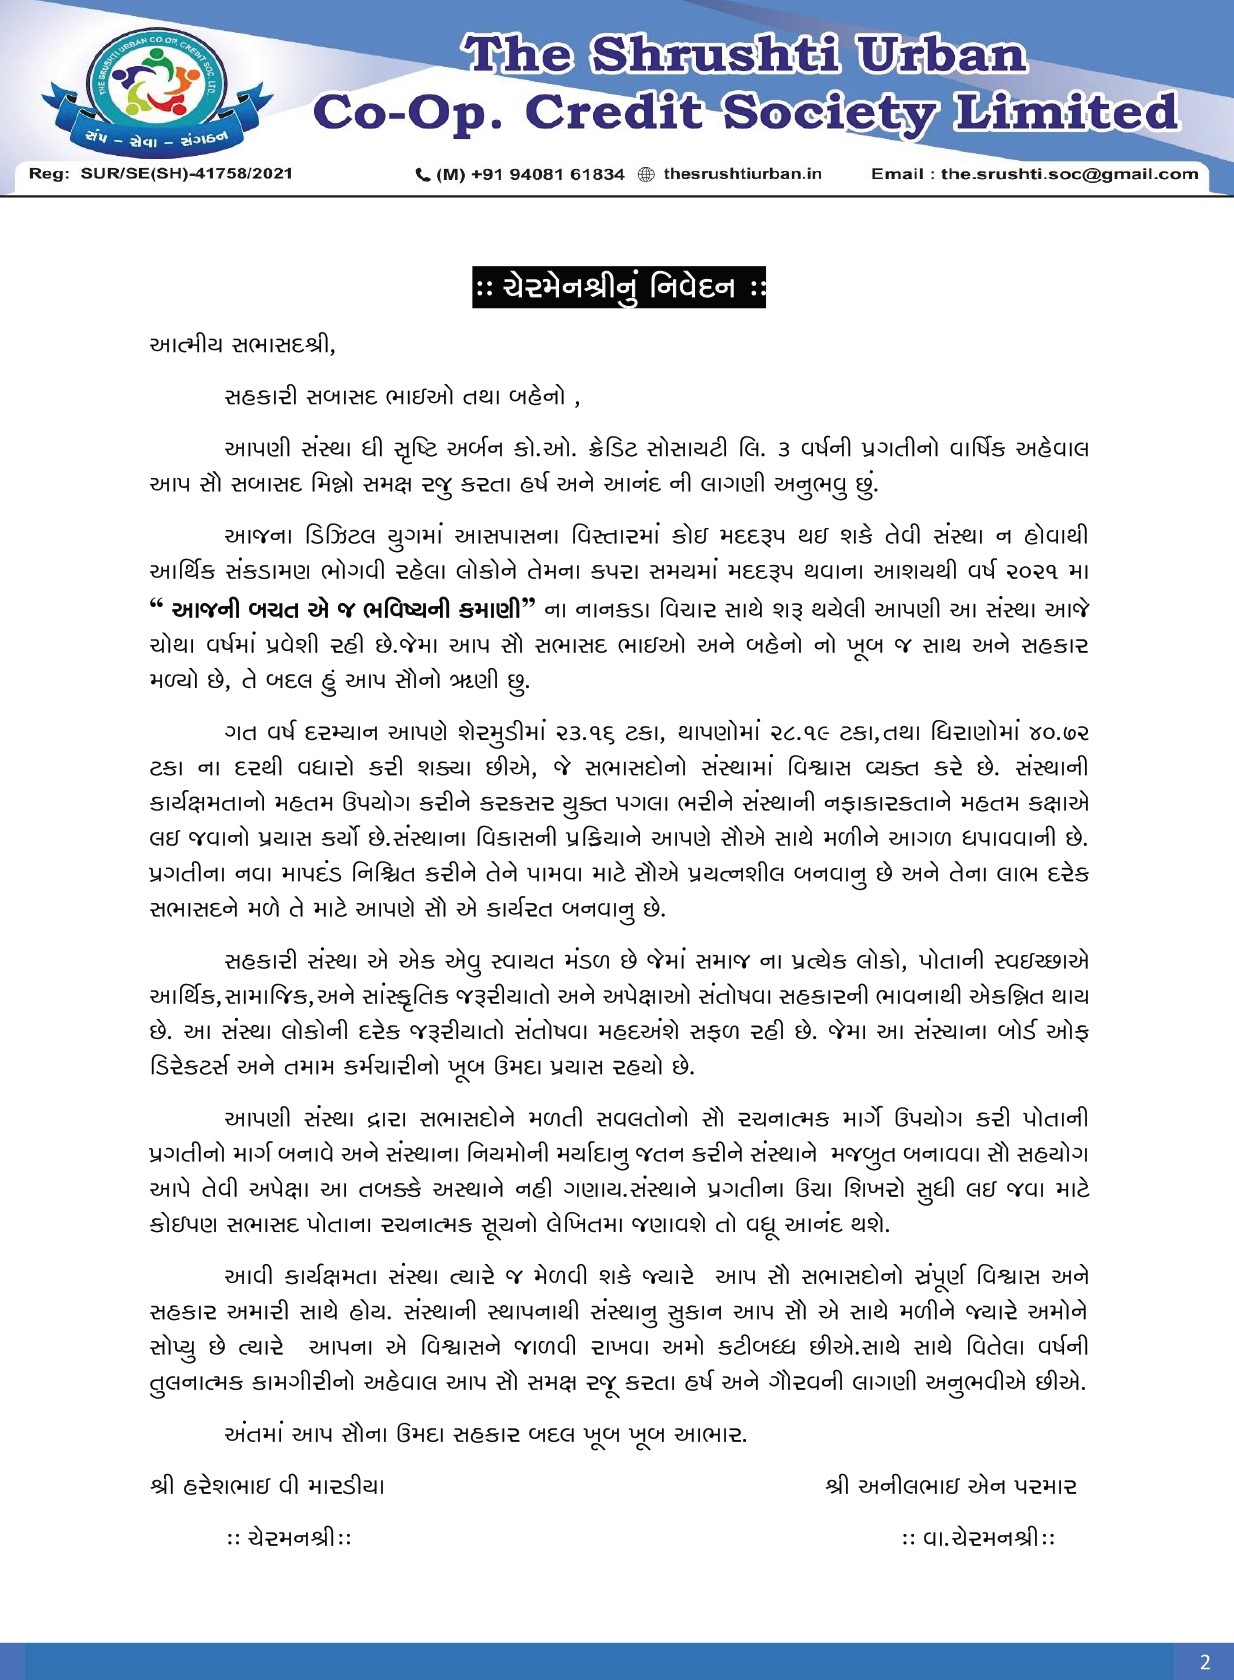 THE SRUSHTI URBAN CO-OP. CREDIT SOC. LTD.
સંપ - સેવા - સંગઠન
The Shrushti Urban
Co-Op. Credit Society Limited
Reg: SUR/SE(SH)-41758/2021 (M) +91 94081 61834 thesrushtiurban.in Email : the.srushti.soc@gmail.com
:: ચેરમેનશ્રીનું નિવેદન ::
આત્મીય સભાસદશ્રી,
સહકારી સબાસદ ભાઇઓ તથા બહેનો ,
આપણી સંસ્થા ધી સૃષ્ટિ અર્બન કો.ઓ. ક્રેડિટ સોસાયટી લિ. ૩ વર્ષની પ્રગતીનો વાર્ષિક અહેવાલ
આપ સૌ સબાસદ મિત્રો સમક્ષ રજુ કરતા હર્ષ અને આનંદ ની લાગણી અનુભવુ છું.
આજના ડિઝિટલ યુગમાં આસપાસના વિસ્તારમાં કોઇ મદદરૂપ થઇ શકે તેવી સંસ્થા ન હોવાથી
આર્થિક સંકડામણ ભોગવી રહેલા લોકોને તેમના કપરા સમયમાં મદદરૂપ થવાના આશયથી વર્ષ ૨૦૨૧ મા
“ આજની બચત એ જ ભવિષ્યની કમાણી” ના નાનકડા વિચાર સાથે શરૂ થયેલી આપણી આ સંસ્થા આજે
ચોથા વર્ષમાં પ્રવેશી રહી છે.જેમા આપ સૌ સભાસદ ભાઇઓ અને બહેનો નો ખૂબ જ સાથ અને સહકાર
મળ્યો છે, તે બદલ હું આપ સૌનો ઋણી છુ.
ગત વર્ષ દરમ્યાન આપણે શેરમુડીમાં ૨૩.૧૬ ટકા, થાપણોમાં ૨૮.૧૯ ટકા,તથા ધિરાણોમાં ૪૦.૭૨
ટકા ના દરથી વધારો કરી શક્યા છીએ, જે સભાસદોનો સંસ્થામાં વિશ્વાસ વ્યક્ત કરે છે. સંસ્થાની
કાર્યક્ષમતાનો મહતમ ઉપયોગ કરીને કરકસર યુક્ત પગલા ભરીને સંસ્થાની નફાકારકતાને મહતમ કક્ષાએ
લઇ જવાનો પ્રયાસ કર્યો છે.સંસ્થાના વિકાસની પ્રક્રિયાને આપણે સૌએ સાથે મળીને આગળ ધપાવવાની છે.
પ્રગતીના નવા માપદંડ નિશ્ચિત કરીને તેને પામવા માટે સૌએ પ્રયત્નશીલ બનવાનુ છે અને તેના લાભ દરેક
સભાસદને મળે તે માટે આપણે સૌ એ કાર્યરત બનવાનુ છે.
સહકારી સંસ્થા એ એક એવુ સ્વાયત મંડળ છે જેમાં સમાજ ના પ્રત્યેક લોકો, પોતાની સ્વઇચ્છાએ
આર્થિક,સામાજિક,અને સાંસ્કૃતિક જરૂરીયાતો અને અપેક્ષાઓ સંતોષવા સહકારની ભાવનાથી એકત્રિત થાય
છે. આ સંસ્થા લોકોની દરેક જરૂરીયાતો સંતોષવા મહદઅંશે સફળ રહી છે. જેમા આ સંસ્યાના બોર્ડ ઓફ
ડિરેકટર્સ અને તમામ કર્મચારીનો ખૂબ ઉમદા પ્રયાસ રહયો છે.
આપણી સંસ્થા દ્વારા સભાસદોને મળતી સવલતોનો સૌ રચનાત્મક માર્ગે ઉપયોગ કરી પોતાની
પ્રગતીનો માર્ગ બનાવે અને સંસ્થાના નિયમોની મર્યાદાનુ જતન કરીને સંસ્થાને મજબુત બનાવવા સૌ સહયોગ
આપે તેવી અપેક્ષા આ તબક્કે અસ્થાને નહી ગણાય.સંસ્થાને પ્રગતીના ઉચા શિખરો સુધી લઇ જવા માટે
કોઇપણ સભાસદ પોતાના રચનાત્મક સૂચનો લેખિતમા જણાવશે તો વધૂ આનંદ થશે.
આવી કાર્યક્ષમતા સંસ્થા ત્યારે જ મેળવી શકે જ્યારે આપ સૌ સભાસદોનો સંપૂર્ણ વિશ્વાસ અને
સહકાર અમારી સાથે હોય. સંસ્થાની સ્થાપનાથી સંસ્થાનુ સુકાન આપ સૌ એ સાથે મળીને જ્યારે અમોને
સોપ્યુ છે ત્યારે આપના એ વિશ્વાસને જાળવી રાખવા અમો કટીબધ્ધ છીએ.સાથે સાથે વિતેલા વર્ષની
તુલનાત્મક કામગીરીનો અહેવાલ આપ સૌ સમક્ષ રજૂ કરતા હર્ષ અને ગૌરવની લાગણી અનુભવીએ છીએ.
અંતમાં આપ સૌના ઉમદા સહકાર બદલ ખૂબ ખૂબ આભાર.
શ્રી હરેશભાઇ વી મારડીયા શ્રી અનીલભાઇ એન પરમાર
:: ચેરમનશ્રી:: :: વા.ચેરમનશ્રી::
2